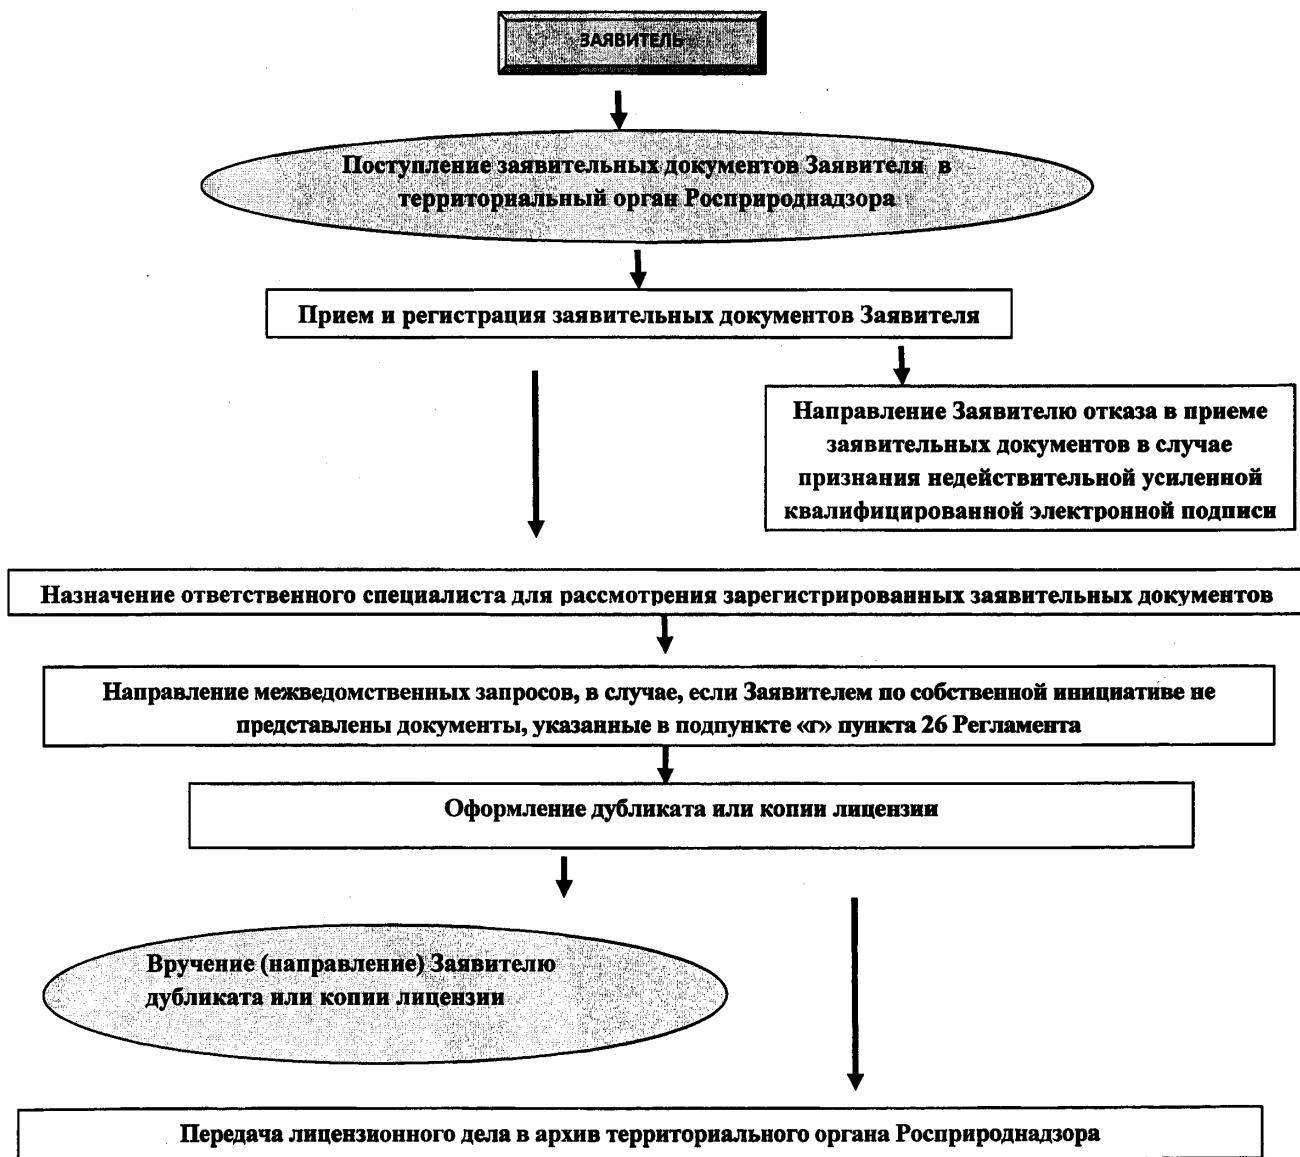 ЗАЯВИТЕЛЬ
Поступление заявительных документов Заявителя в
территориальный орган Росприроднадзора
Прием и регистрация заявительных документов Заявителя
Направление Заявителю отказа в приеме
заявительных документов в случае
признания недействительной усиленной
квалифицированной электронной подписи
Назначение ответственного специалиста для рассмотрения зарегистрированных заявительных документов
Направление межведомственных запросов, в случае, если Заявителем по собственной инициативе не
представлены документы, указанные в подпункте «г» пункта 26 Регламента
Оформление дубликата или копии лицензии
Вручение (направление) Заявителю
дубликата или копии лицензии
Передача лицензионного дела в архив территориального органа Росприроднадзора